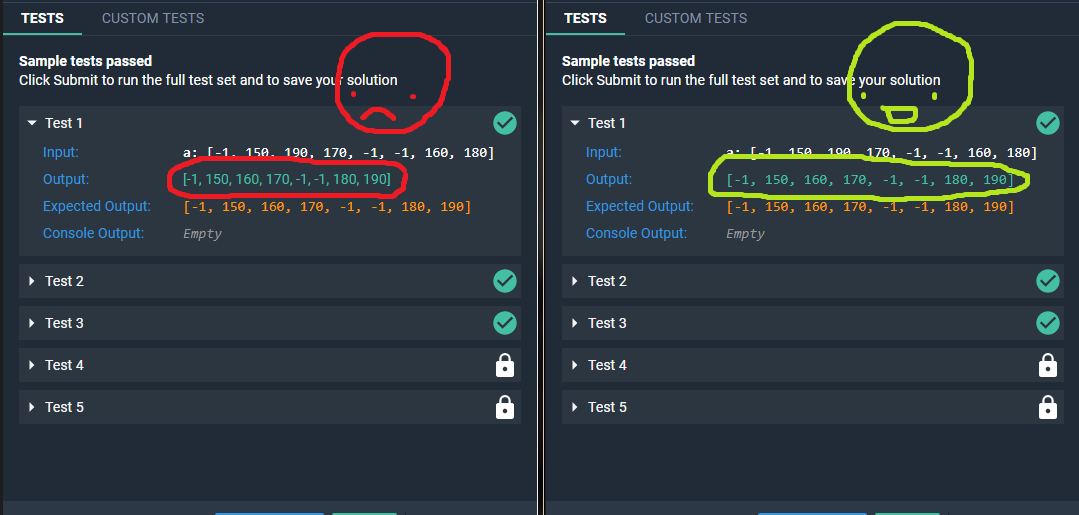 TESTS CUSTOM TESTS
Sample tests passed
Click Submit to run the full test set and to save your solution
Test 1
Input: a: [-1, 150, 190, 170, -1, -1, 160, 180]
Output: [-1, 150, 160, 170, -1, -1, 180, 190]
Expected Output: [-1, 150, 160, 170, -1, -1, 180, 190]
Console Output: Empty
Test 2
Test 3
Test 4
Test 5
TESTS CUSTOM TESTS
Sample tests passed
Click Submit to run the full test set and to save your solution
Test 1
Input: a: [-1, 150, 190, 170, -1, -1, 160, 180]
Output: [-1, 150, 160, 170, -1, -1, 180, 190]
Expected Output: [-1, 150, 160, 170, -1, -1, 180, 190]
Console Output: Empty
Test 2
Test 3
Test 4
Test 5